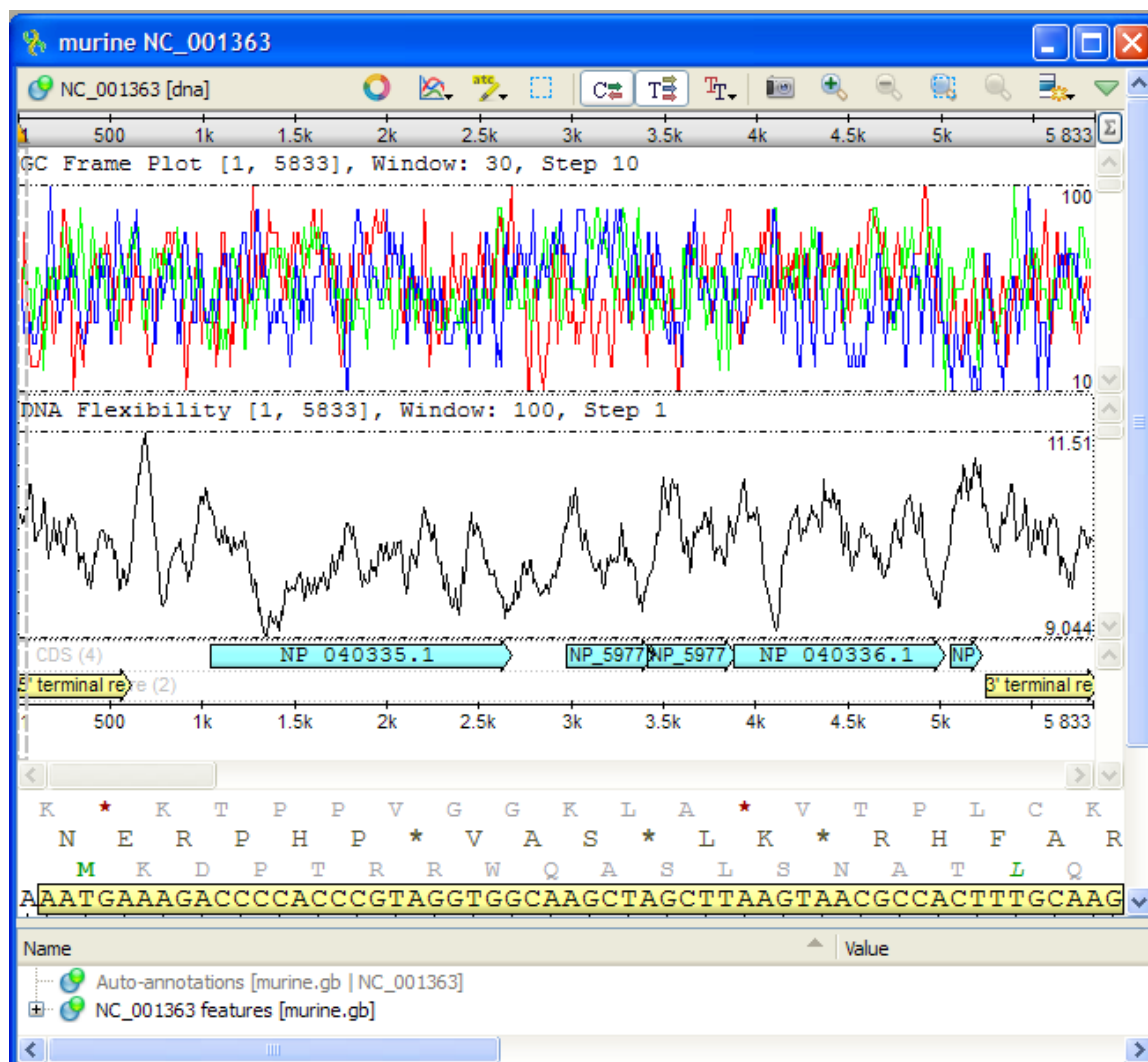 murine NC_001363
NC_001363 [dna]
atc
C T T
1 500 1k 1.5k 2k 2.5k 3k 3.5k 4k 4.5k 5k 5 833 Σ
GC Frame Plot [1, 5833], Window: 30, Step 10
100
10
DNA Flexibility [1, 5833], Window: 100, Step 1
11.51
9.044
CDS (4) NP_040335.1 NP_5977 NP_5977 NP_040336.1 NP
5' terminal re e (2) 3' terminal re
1 500 1k 1.5k 2k 2.5k 3k 3.5k 4k 4.5k 5k 5 833
K * K T P P V G G K L A * V T P L C K
N E R P H P * V A S * L K * R H F A R
M K D P T R R W Q A S L S N A T L Q
AAATGAAAGACCCCACCCGTAGGTGGCAAGCTAGCTTAAGTAACGCCACTTTGCAAG
Name Value
Auto-annotations [murine.gb | NC_001363]
NC_001363 features [murine.gb]